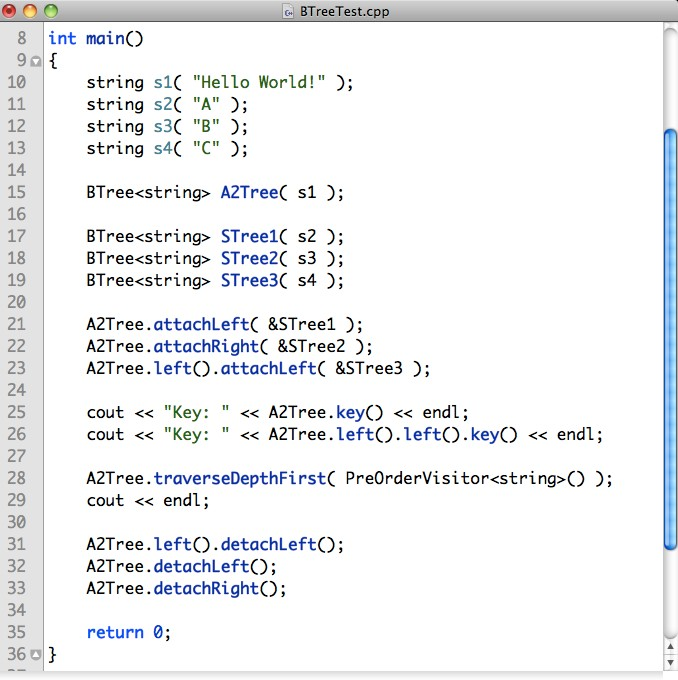 BTreeTest.cpp
8 int main()
9 {
10 string s1( "Hello World!" );
11 string s2( "A" );
12 string s3( "B" );
13 string s4( "C" );
14
15 BTree<string> A2Tree( s1 );
16
17 BTree<string> STree1( s2 );
18 BTree<string> STree2( s3 );
19 BTree<string> STree3( s4 );
20
21 A2Tree.attachLeft( &STree1 );
22 A2Tree.attachRight( &STree2 );
23 A2Tree.left().attachLeft( &STree3 );
24
25 cout << "Key: " << A2Tree.key() << endl;
26 cout << "Key: " << A2Tree.left().left().key() << endl;
27
28 A2Tree.traverseDepthFirst( PreOrderVisitor<string>() );
29 cout << endl;
30
31 A2Tree.left().detachLeft();
32 A2Tree.detachLeft();
33 A2Tree.detachRight();
34
35 return 0;
36 }